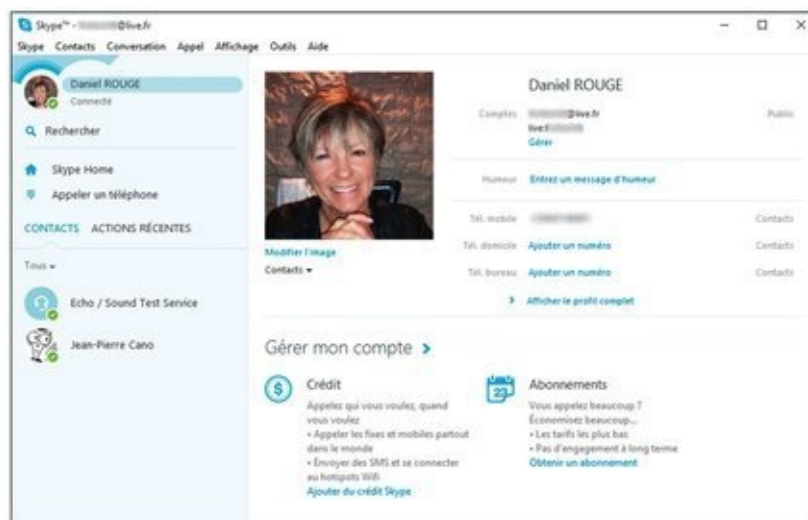 Skype™ - @live.fr
Skype Contacts Conversation Appel Affichage Outils Aide
Daniel ROUGE
Connecté
Rechercher
Skype Home
Appeler un téléphone
CONTACTS ACTIONS RÉCENTES
Tous
Echo / Sound Test Service
Jean-Pierre Cano
Modifier l'image
Contacts
Daniel ROUGE
Comptes @live.fr Public
live:
Gérer
Humeur Entrez un message d'humeur
Tél. mobile Contacts
Tél. domicile Ajouter un numéro Contacts
Tél. bureau Ajouter un numéro Contacts
Afficher le profil complet
Gérer mon compte
Crédit
Appelez qui vous voulez, quand
vous voulez
• Appeler les fixes et mobiles partout
dans le monde
• Envoyer des SMS et se connecter
au hotspots Wifi
Ajouter du crédit Skype
23
Abonnements
Vous appelez beaucoup ?
Économisez beaucoup...
• Les tarifs les plus bas
• Pas d'engagement à long terme
Obtenir un abonnement